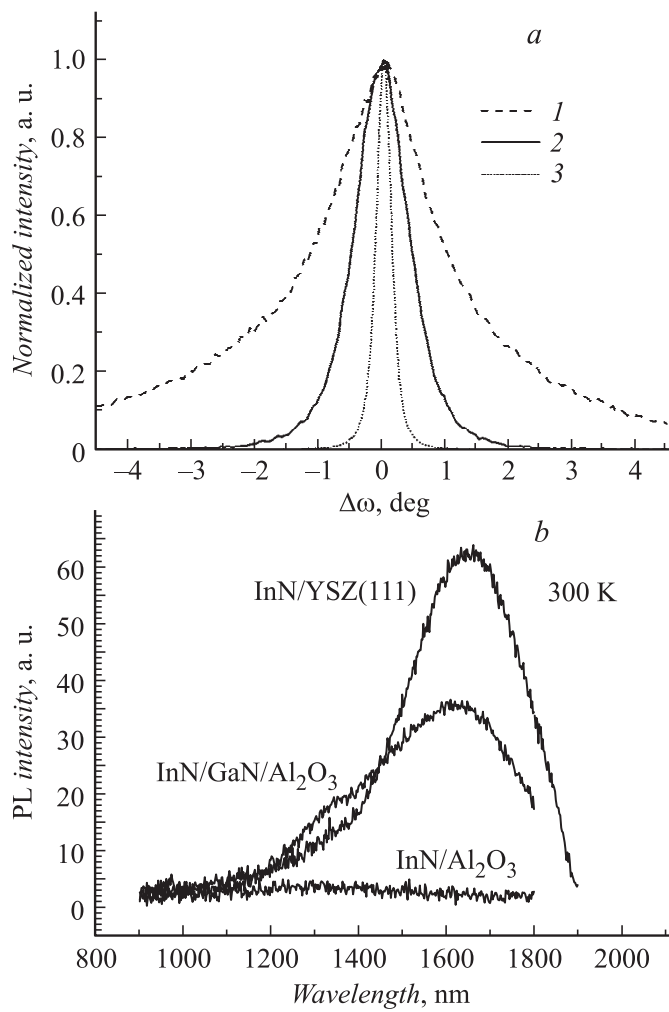 a
1.0
0.8
0.6
0.4
0.2
0
Normalized intensity, a. u.
1
2
3
–4 –3 –2 –1 0 1 2 3 4
Δω, deg
b
60
50
40
30
20
10
0
PL intensity, a. u.
InN/YSZ(111)
300 K
InN/GaN/Al₂O₃
InN/Al₂O₃
800 1000 1200 1400 1600 1800 2000
Wavelength, nm